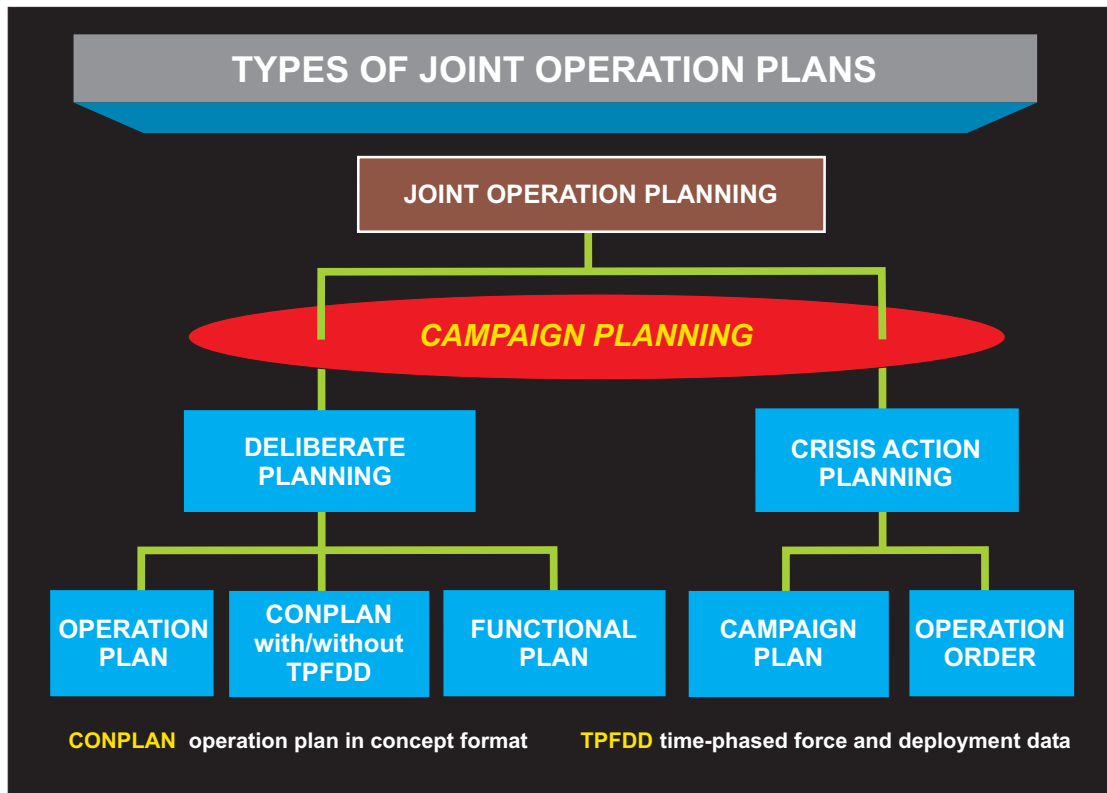 TYPES OF JOINT OPERATION PLANS
JOINT OPERATION PLANNING
CAMPAIGN PLANNING
DELIBERATE
PLANNING
CRISIS ACTION
PLANNING
OPERATION
PLAN
CONPLAN
with/without
TPFDD
FUNCTIONAL
PLAN
CAMPAIGN
PLAN
OPERATION
ORDER
CONPLAN operation plan in concept format
TPFDD time-phased force and deployment data